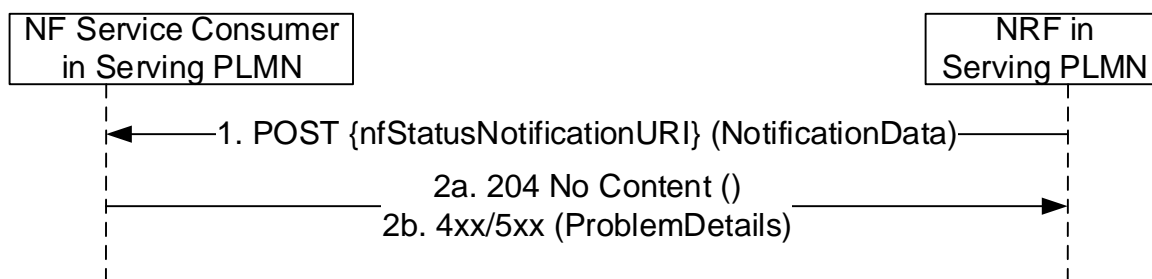 NF Service Consumer
in Serving PLMN
NRF in
Serving PLMN
1. POST {nfStatusNotificationURI} (NotificationData)
2a. 204 No Content ()
2b. 4xx/5xx (ProblemDetails)